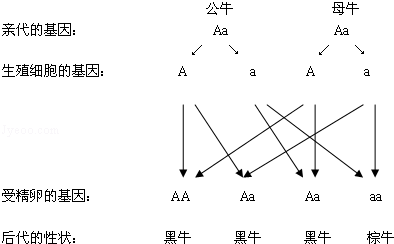 公牛 母牛
亲代的基因： Aa Aa
生殖细胞的基因： A a A a
受精卵的基因： AA Aa Aa aa
后代的性状： 黑牛 黑牛 黑牛 棕牛